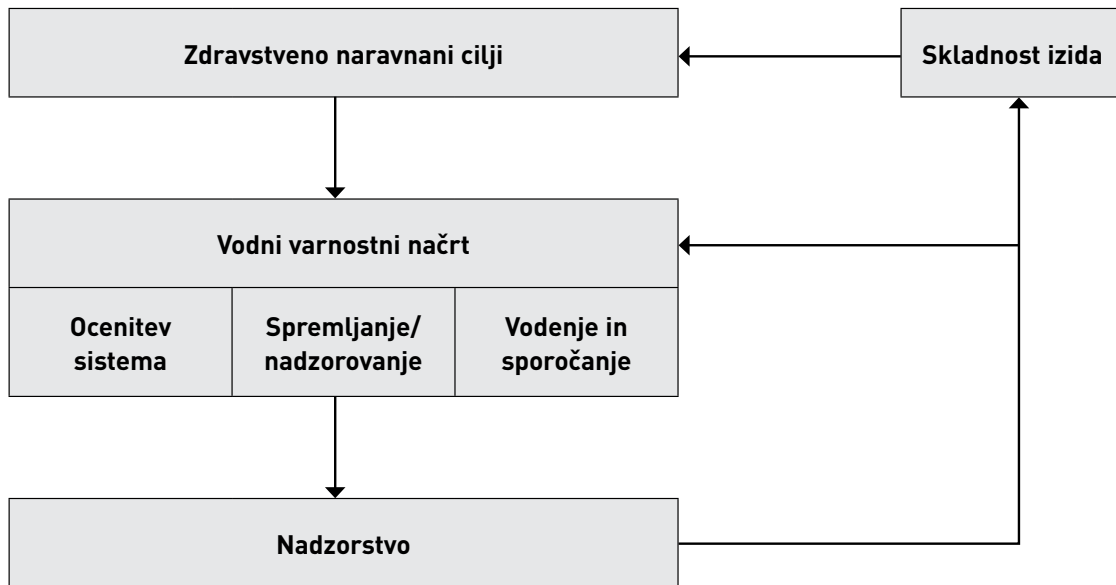 Zdravstveno naravnani cilji
Skladnost izida
Vodni varnostni načrt
Ocenitev
sistema
Spremljanje/
nadzorovanje
Vodenje in
sporočanje
Nadzorstvo